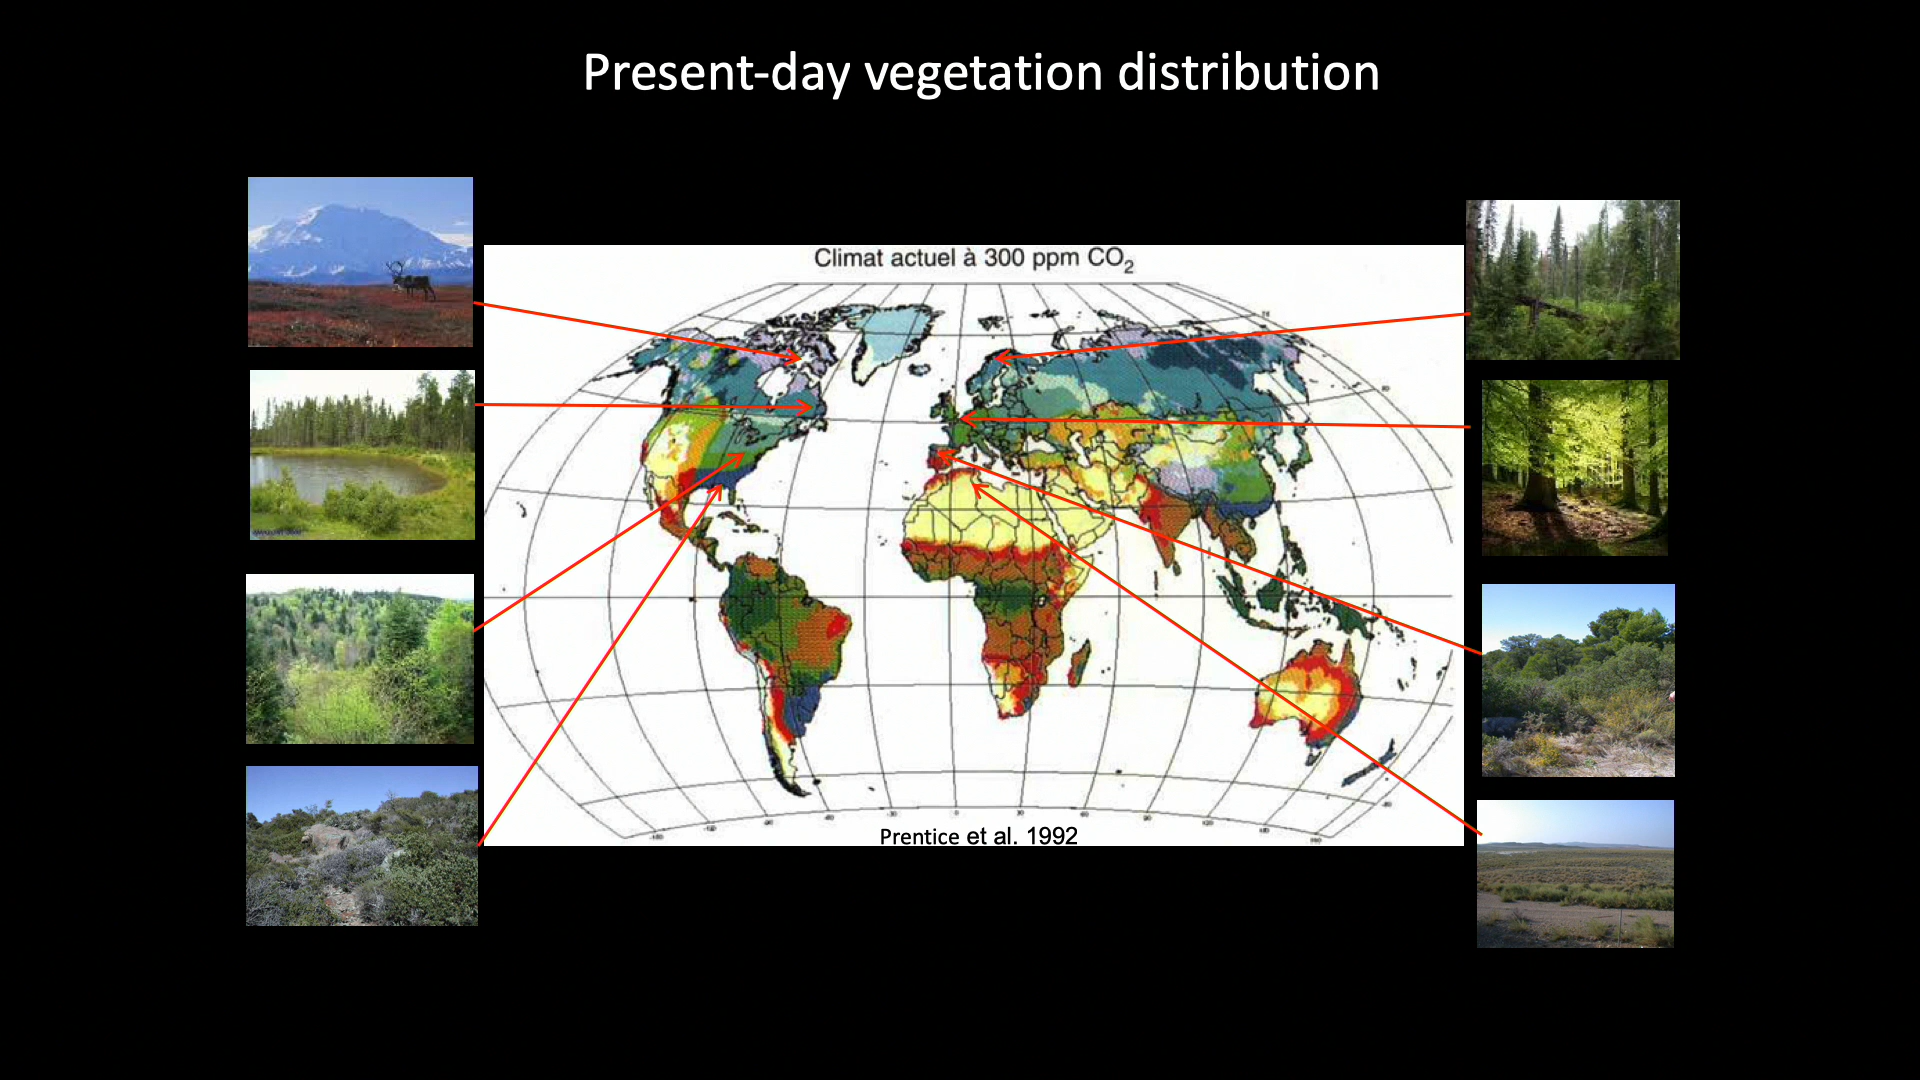 Present-day vegetation distribution
Climat actuel à 300 ppm CO₂
Prentice et al. 1992